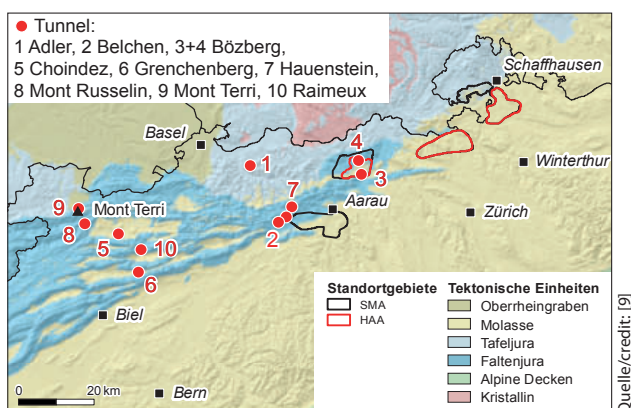 Tunnel:
1 Adler, 2 Belchen, 3+4 Bözberg,
5 Choindez, 6 Grenchenberg, 7 Hauenstein,
8 Mont Russelin, 9 Mont Terri, 10 Raimeux
Schaffhausen
Basel
1
4
3
Winterthur
Aarau
7
9
Mont Terri
Zürich
8
2
5
10
6
Biel
Bern
0 20 km
Standortgebiete
SMA
HAA
Tektonische Einheiten
Oberrheingraben
Molasse
Tafeljura
Faltenjura
Alpine Decken
Kristallin
Quelle/credit: [9]